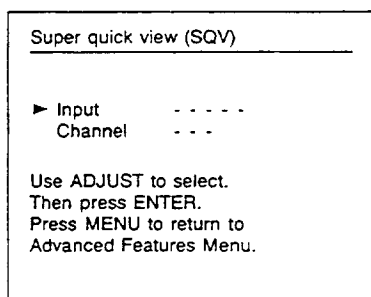 Super quick view (SQV)
► Input - - - - -
Channel - - -
Use ADJUST to select.
Then press ENTER.
Press MENU to return to
Advanced Features Menu.